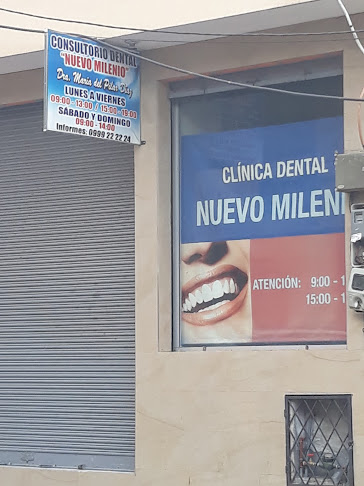 CONSULTORIO DENTAL
"NUEVO MILENIO"
Dra. María del Pilar Díaz
LUNES A VIERNES
09:00 - 13:00 / 15:00 - 19:00
SÁBADO Y DOMINGO
09:00 - 14:00
Informes: 0999 22 22 24
CLÍNICA DENTAL
NUEVO MILENI
ATENCIÓN: 9:00 - 1
15:00 - 1